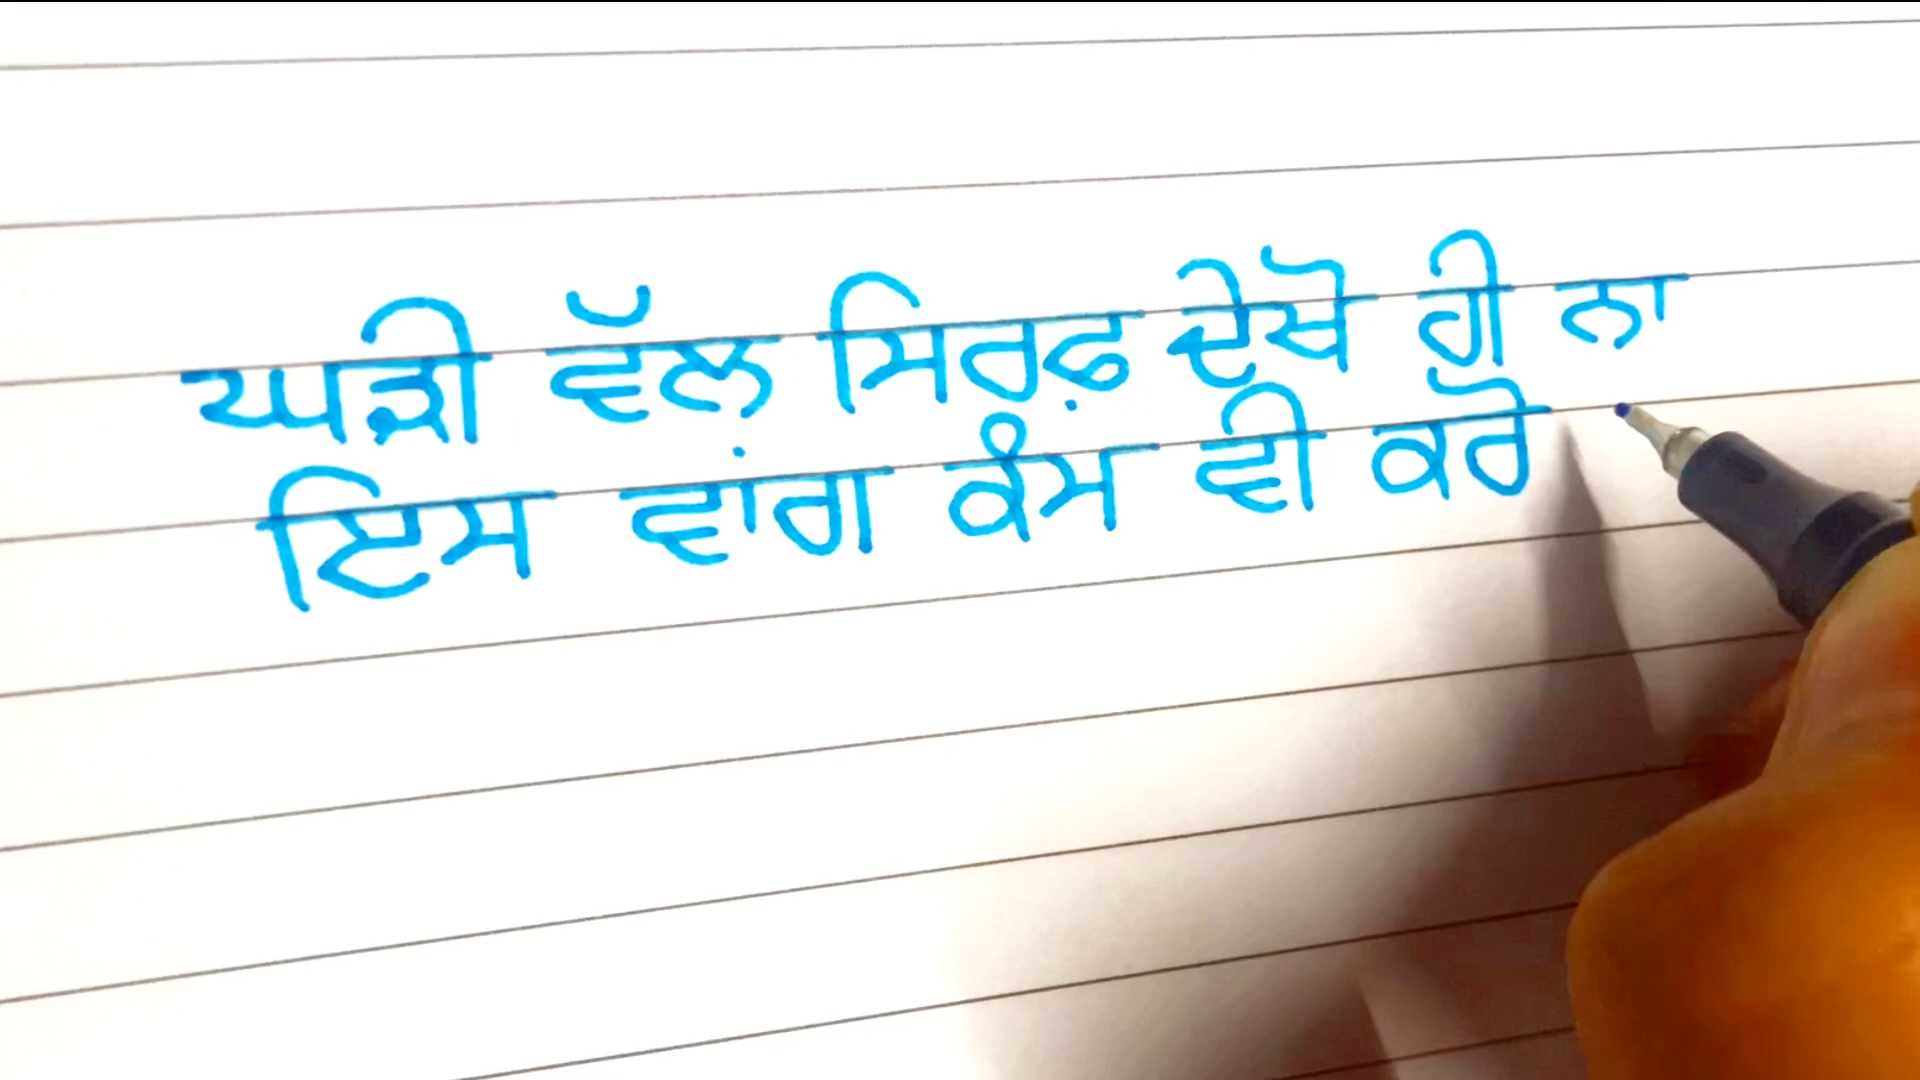 ਘੜੀ ਵੱਲ ਸਿਰਫ਼ ਦੇਖੋ ਹੀ ਨਾ
ਇਸ ਵਾਂਗ ਕੰਮ ਵੀ ਕਰੋ